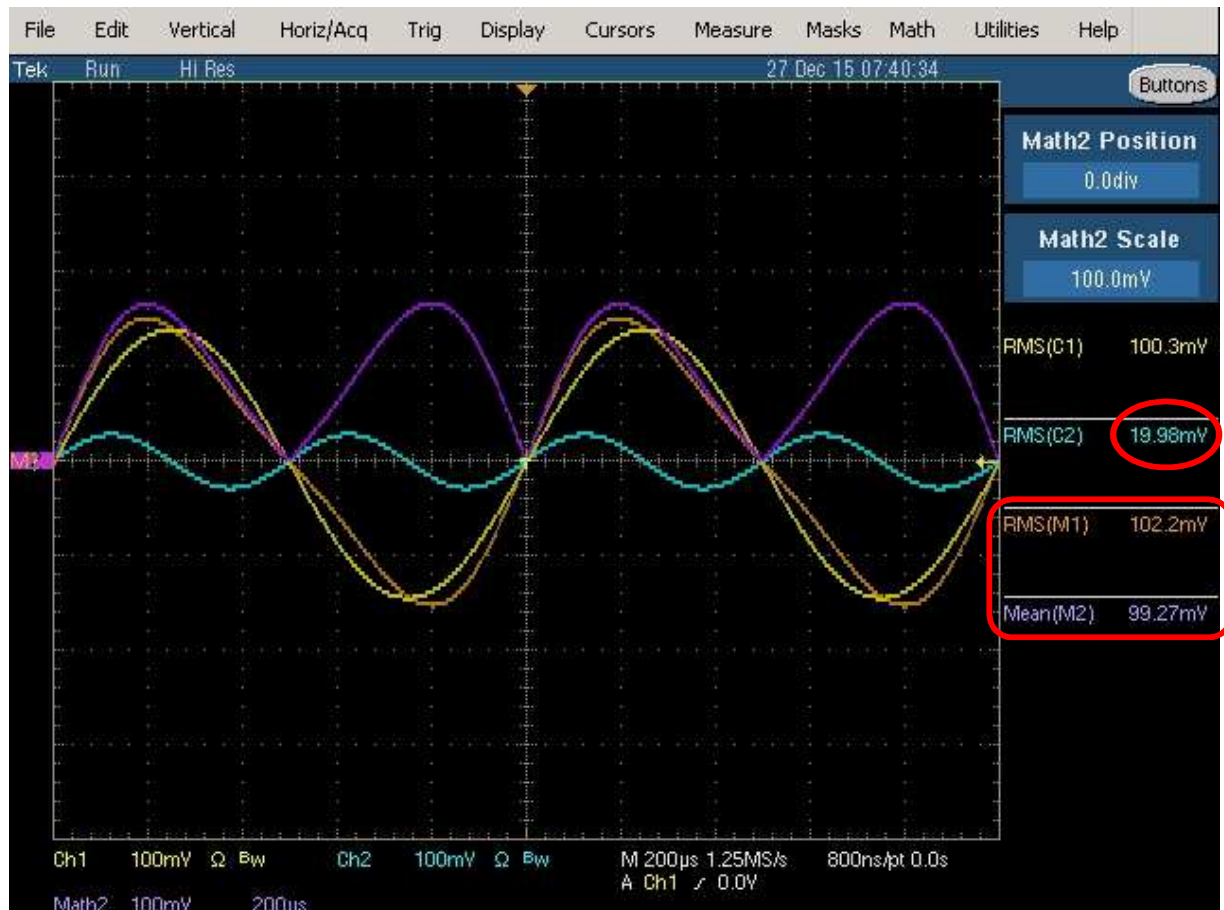 File Edit Vertical Horiz/Acq Trig Display Cursors Measure Masks Math Utilities Help
Tek Run Hi Res 27 Dec 15 07:40:34
Buttons
Math2 Position
0.0div
Math2 Scale
100.0mV
RMS(C1) 100.3mV
RMS(C2) 19.98mV
RMS(M1) 102.2mV
Mean(M2) 99.27mV
Ch1 100mV Ω Bw Ch2 100mV Ω Bw M 200µs 1.25MS/s 800ns/pt 0.0s
A Ch1 0.0V
Math2 100mV 200µs